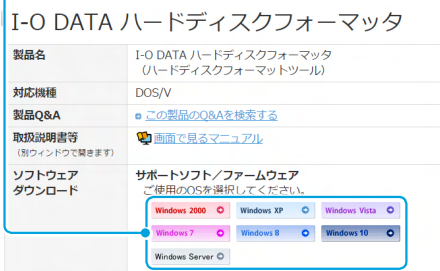 I-O DATA ハードディスクフォーマッタ
製品名
I-O DATA ハードディスクフォーマッタ
（ハードディスクフォーマットツール）
対応機種
DOS/V
製品Q&A
この製品のQ&Aを検索する
取扱説明書等
（別ウィンドウで開きます）
画面で見るマニュアル
ソフトウェア
ダウンロード
サポートソフト／ファームウェア
ご使用のOSを選択してください。
Windows 2000
Windows XP
Windows Vista
Windows 7
Windows 8
Windows 10
Windows Server